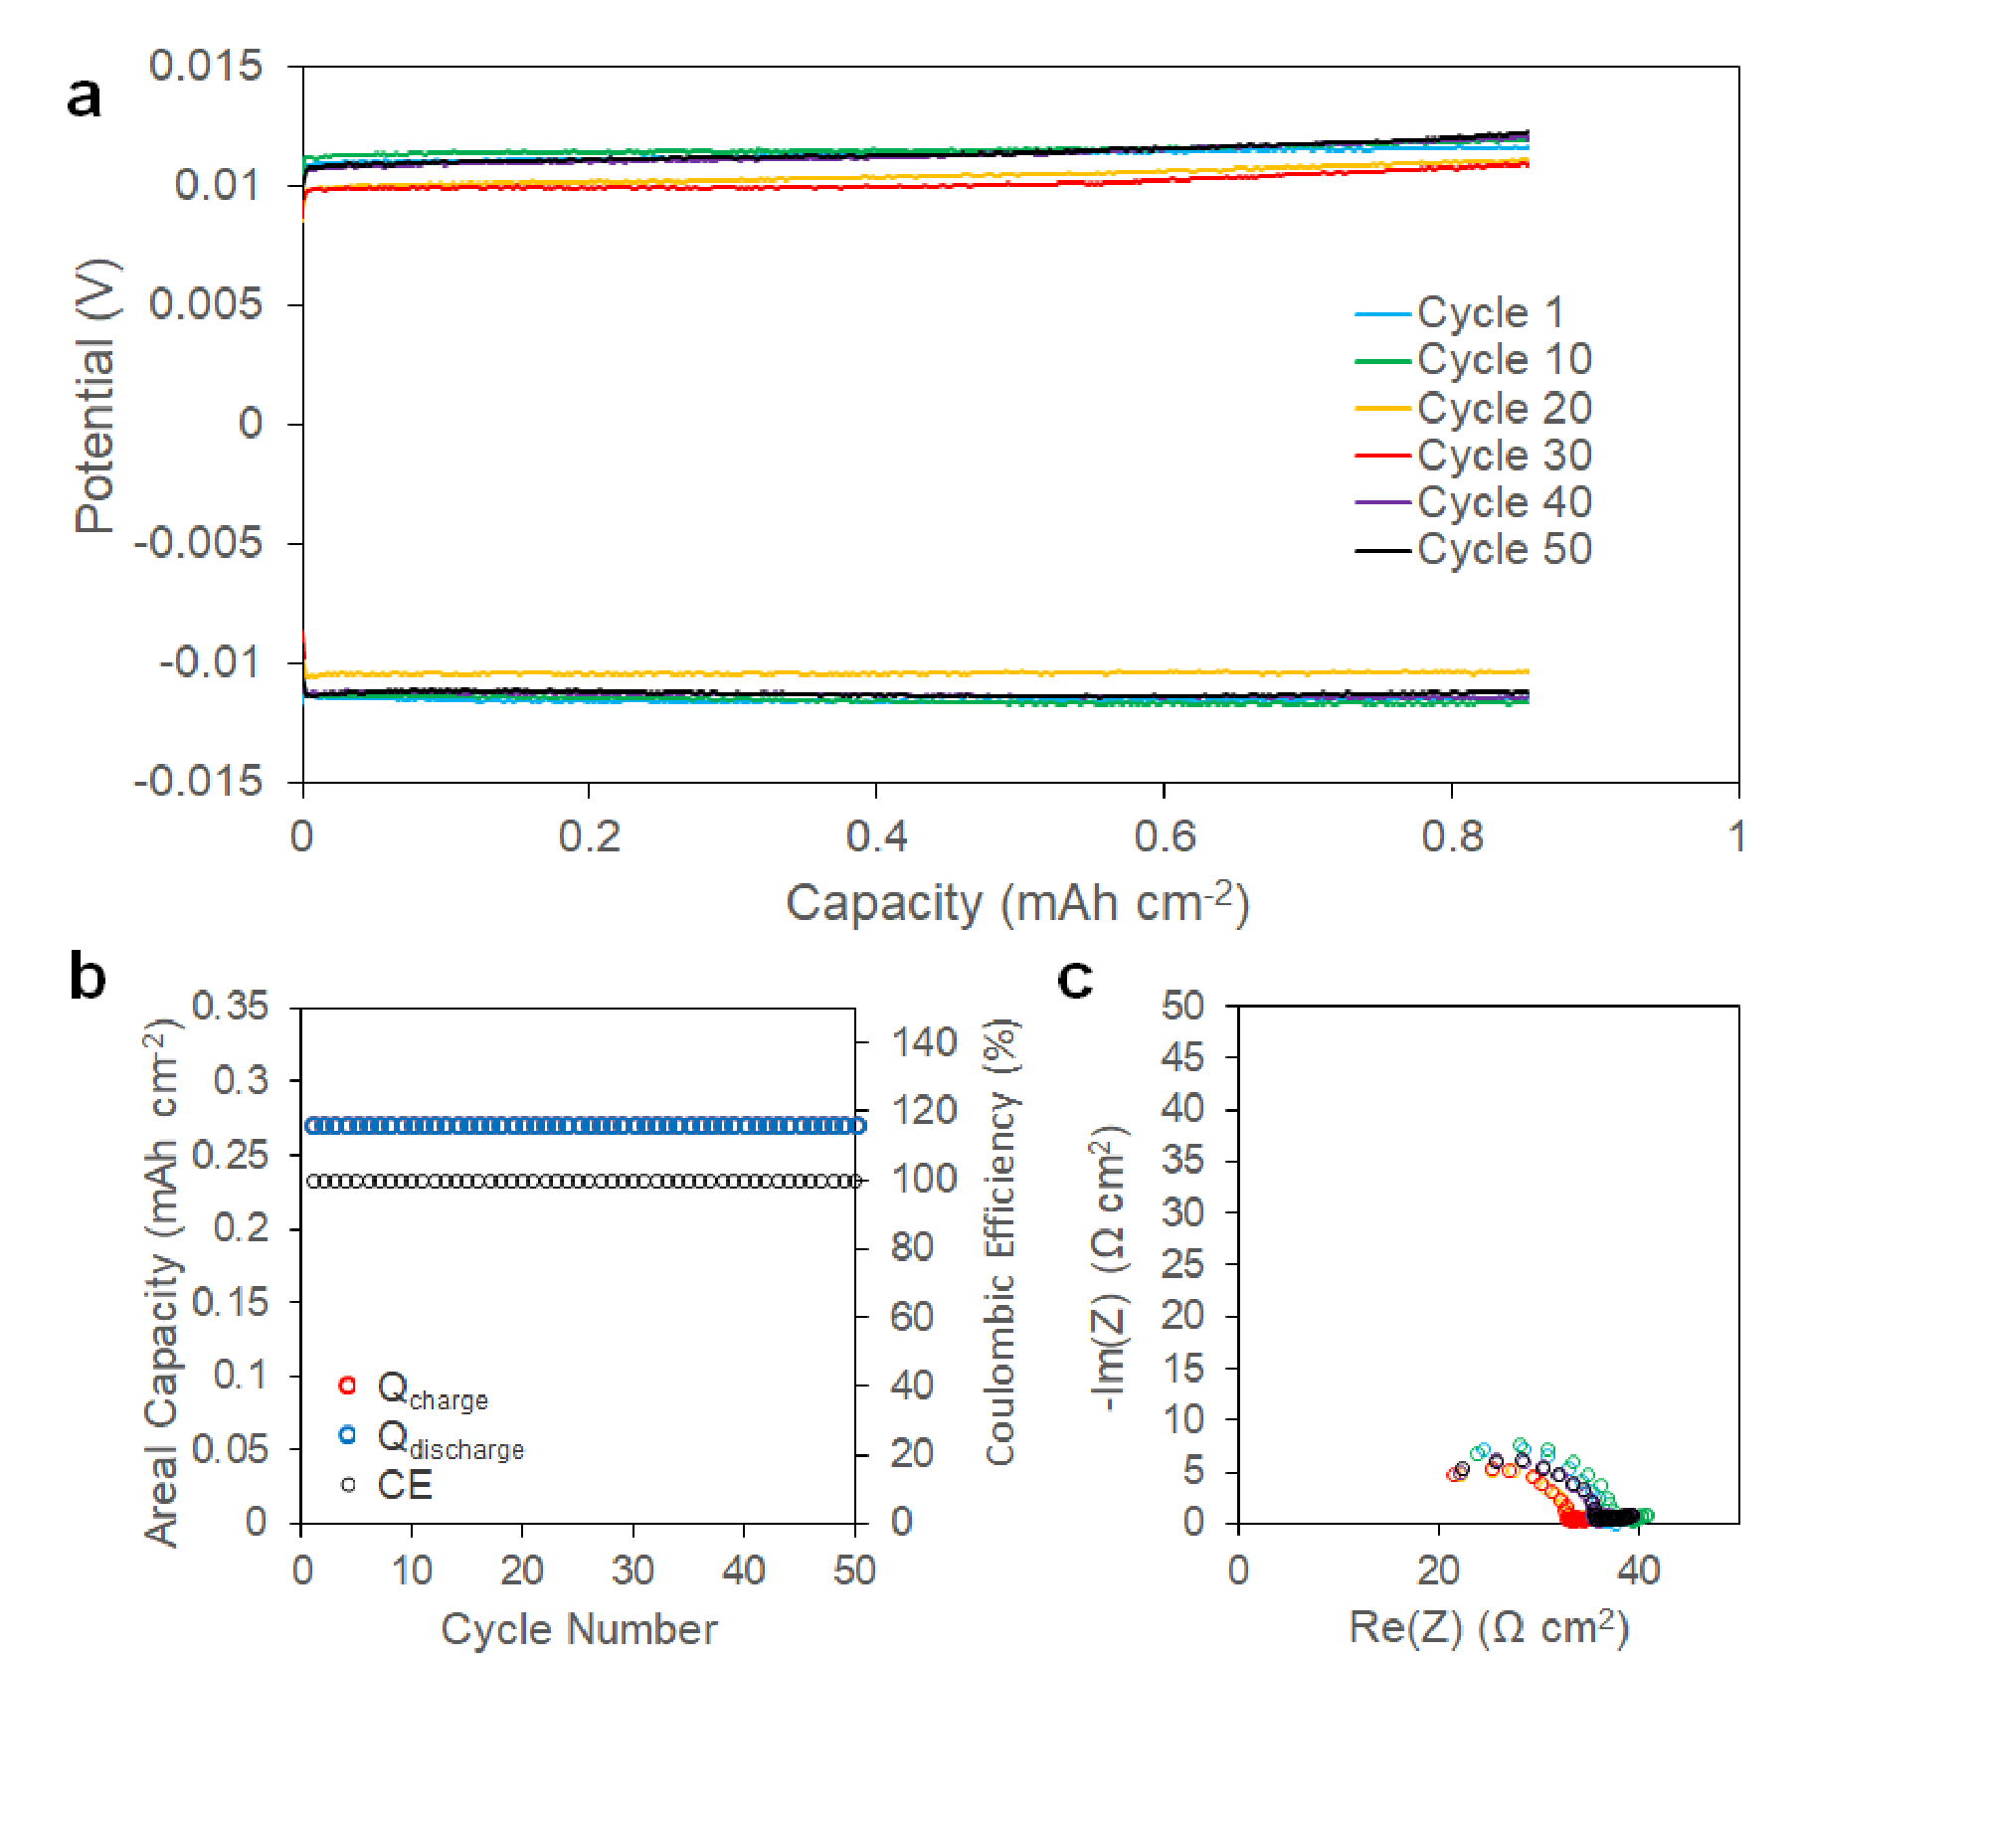 a
0.015
0.01
0.005
0
-0.005
-0.01
-0.015
Potential (V)
Cycle 1
Cycle 10
Cycle 20
Cycle 30
Cycle 40
Cycle 50
0 0.2 0.4 0.6 0.8 1
Capacity (mAh cm-2)
b
0.35
0.3
0.25
0.2
0.15
0.1
0.05
0
Areal Capacity (mAh cm-2)
Qcharge
Qdischarge
CE
140
120
100
80
60
40
20
0
Coulombic Efficiency (%)
0 10 20 30 40 50
Cycle Number
c
50
45
40
35
30
25
20
15
10
5
0
-Im(Z) (Ω cm2)
0 20 40
Re(Z) (Ω cm2)